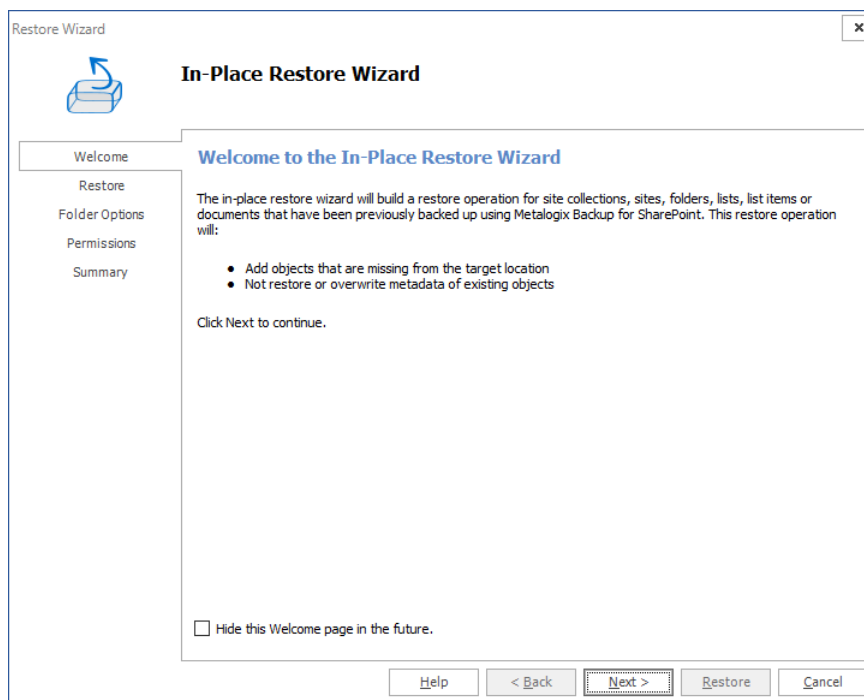 Restore Wizard
In-Place Restore Wizard
Welcome
Restore
Folder Options
Permissions
Summary
Welcome to the In-Place Restore Wizard
The in-place restore wizard will build a restore operation for site collections, sites, folders, lists, list items or
documents that have been previously backed up using Metalogix Backup for SharePoint. This restore operation
will:
● Add objects that are missing from the target location
● Not restore or overwrite metadata of existing objects
Click Next to continue.
Hide this Welcome page in the future.
Help
< Back
Next >
Restore
Cancel